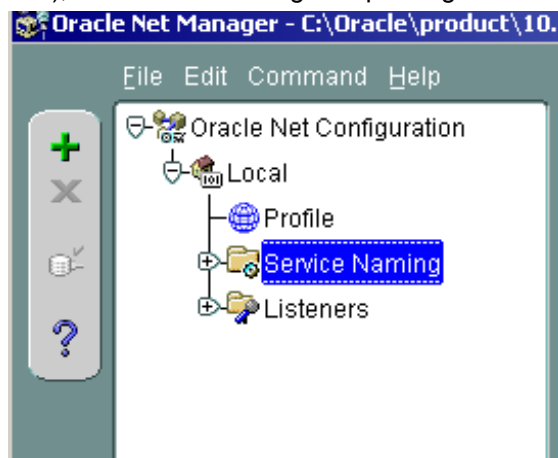 Oracle Net Manager - C:\Oracle\product\10.
File Edit Command Help
Oracle Net Configuration
Local
Profile
Service Naming
Listeners